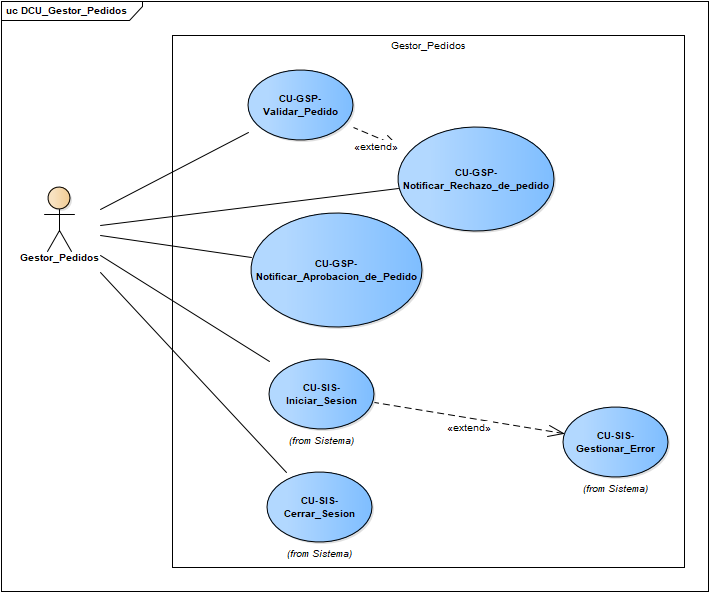 uc DCU_Gestor_Pedidos
Gestor_Pedidos
CU-GSP-
Validar_Pedido
«extend»
CU-GSP-
Notificar_Rechazo_de_pedido
Gestor_Pedidos
CU-GSP-
Notificar_Aprobacion_de_Pedido
CU-SIS-
Iniciar_Sesion
(from Sistema)
«extend»
CU-SIS-
Gestionar_Error
(from Sistema)
CU-SIS-
Cerrar_Sesion
(from Sistema)